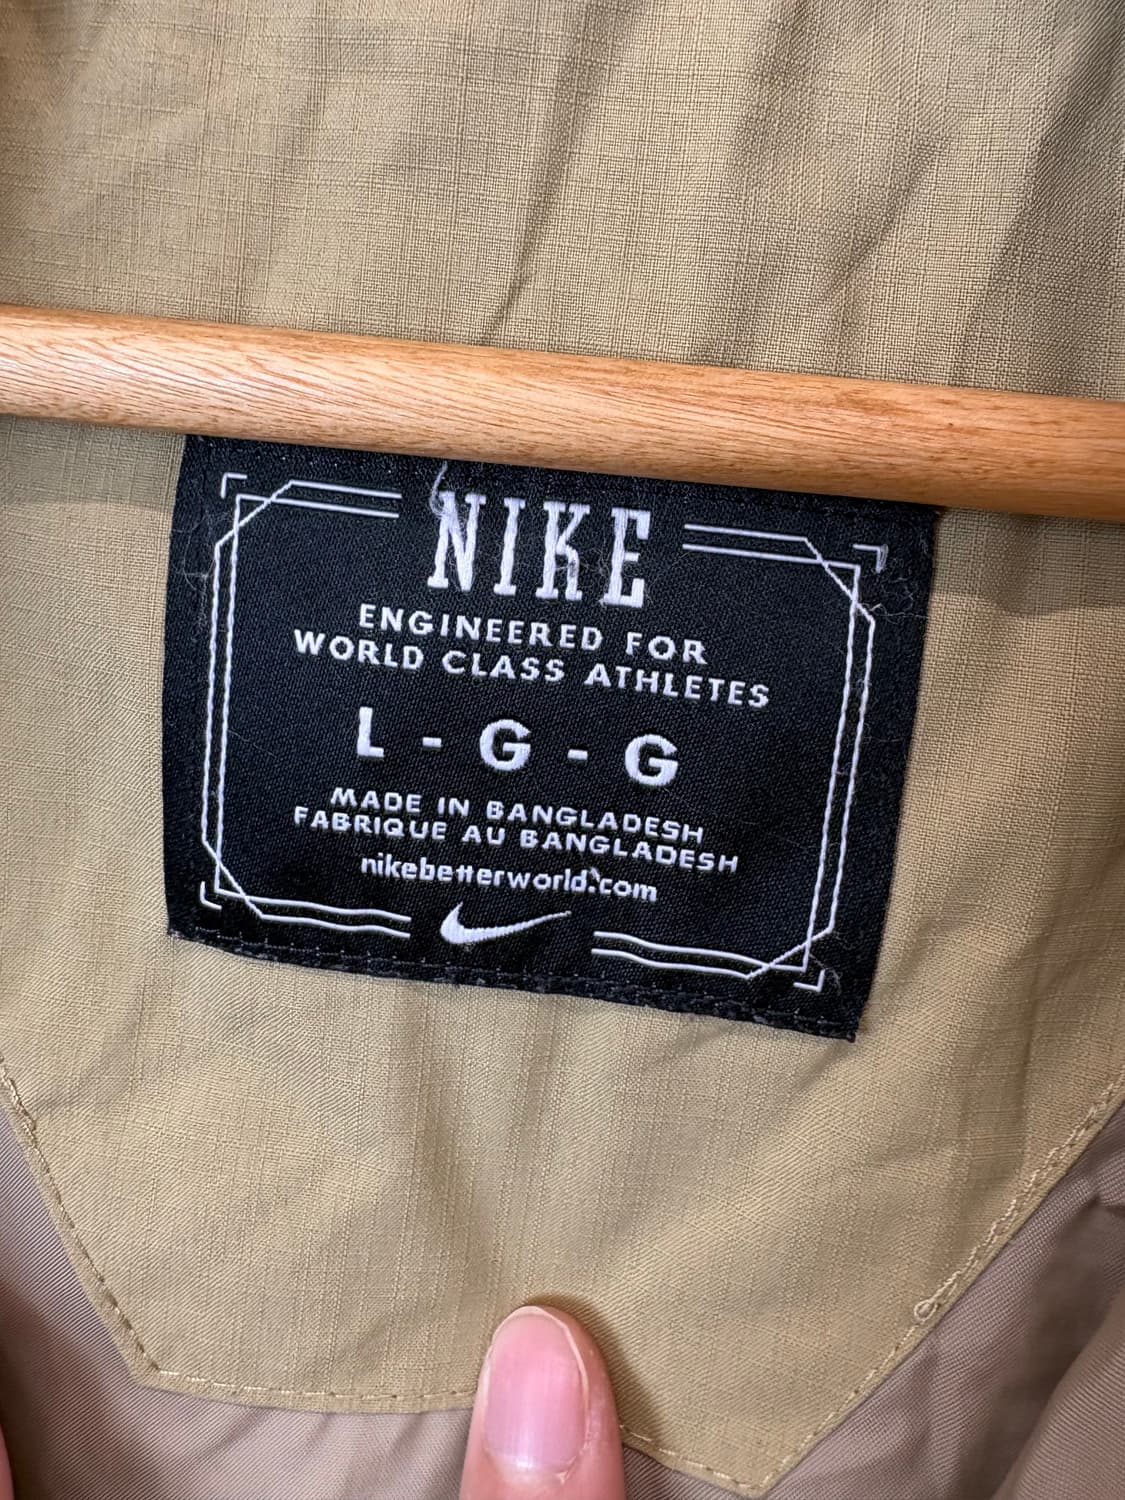 NIKE
ENGINEERED FOR
WORLD CLASS ATHLETES
L - G - G
MADE IN BANGLADESH
FABRIQUE AU BANGLADESH
nikebetterworld.com